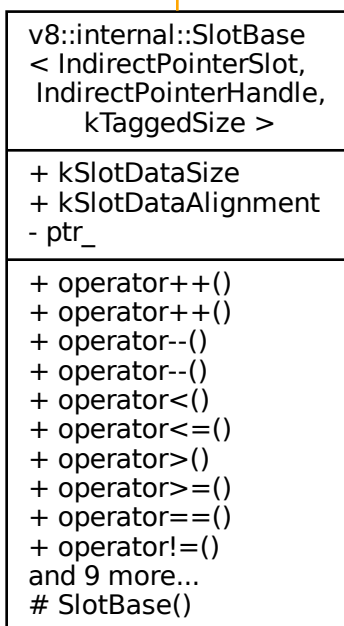 v8::internal::SlotBase
< IndirectPointerSlot,
IndirectPointerHandle,
kTaggedSize >
+ kSlotDataSize
+ kSlotDataAlignment
- ptr_
+ operator++()
+ operator++()
+ operator--()
+ operator--()
+ operator<()
+ operator<=()
+ operator>()
+ operator>=()
+ operator==()
+ operator!=()
and 9 more...
# SlotBase()